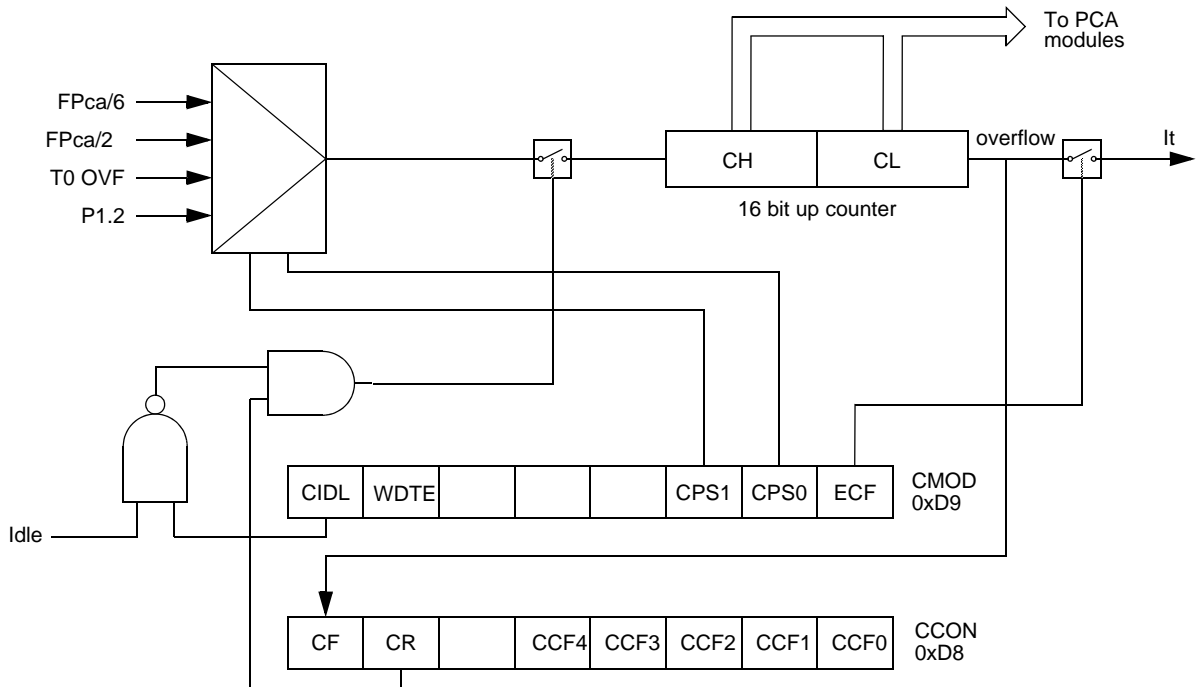 To PCA
modules
FPca/6
FPca/2
T0 OVF
P1.2
overflow
It
CH
CL
16 bit up counter
CIDL
WDTE
CPS1
CPS0
ECF
CMOD
0xD9
Idle
CF
CR
CCF4
CCF3
CCF2
CCF1
CCF0
CCON
0xD8